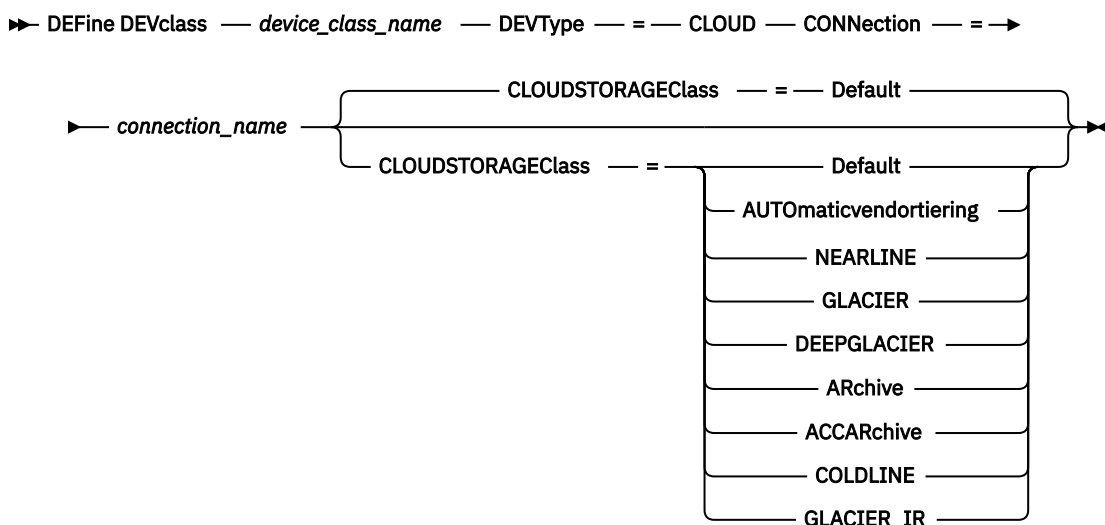 DEFine DEVclass device_class_name DEVType = CLOUD CONNection =
CLOUDSTORAGEClass = Default
connection_name
CLOUDSTORAGEClass = Default
AUTOmaticvendortiering
NEARLINE
GLACIER
DEEPGLACIER
ARchive
ACCARchive
COLDLINE
GLACIER_IR